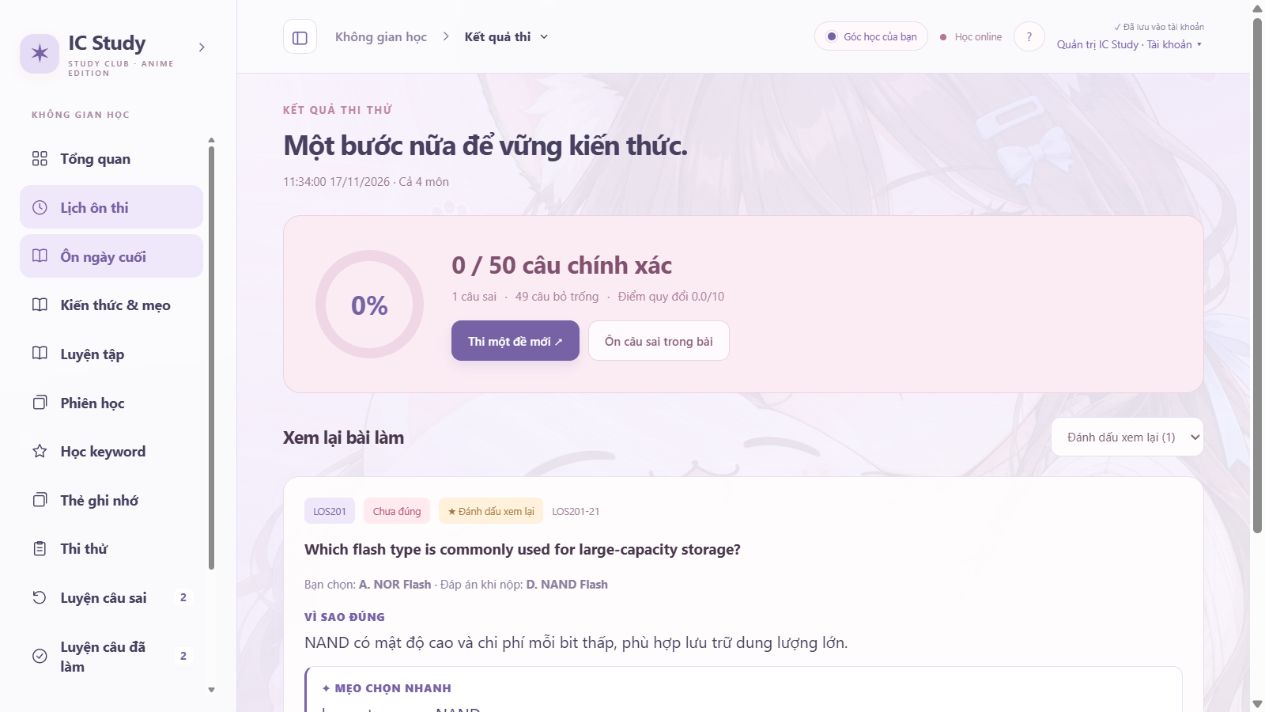 IC Study
STUDY CLUB · ANIME
EDITION
KHÔNG GIAN HỌC
Tổng quan
Lịch ôn thi
Ôn ngày cuối
Kiến thức & mẹo
Luyện tập
Phiên học
Học keyword
Thẻ ghi nhớ
Thi thử
Luyện câu sai 2
Luyện câu đã
làm 2
Không gian học > Kết quả thi
Góc học của bạn
Học online
?
✓ Đã lưu vào tài khoản
Quản trị IC Study · Tài khoản ▾
KẾT QUẢ THI THỬ
Một bước nữa để vững kiến thức.
11:34:00 17/11/2026 · Cả 4 môn
0%
0 / 50 câu chính xác
1 câu sai · 49 câu bỏ trống · Điểm quy đổi 0.0/10
Thi một đề mới ↗
Ôn câu sai trong bài
Xem lại bài làm
Đánh dấu xem lại (1)
LOS201 Chưa đúng ★ Đánh dấu xem lại LOS201-21
Which flash type is commonly used for large-capacity storage?
Bạn chọn: A. NOR Flash · Đáp án khi nộp: D. NAND Flash
VÌ SAO ĐÚNG
NAND có mật độ cao và chi phí mỗi bit thấp, phù hợp lưu trữ dung lượng lớn.
✦ MẸO CHỌN NHANH